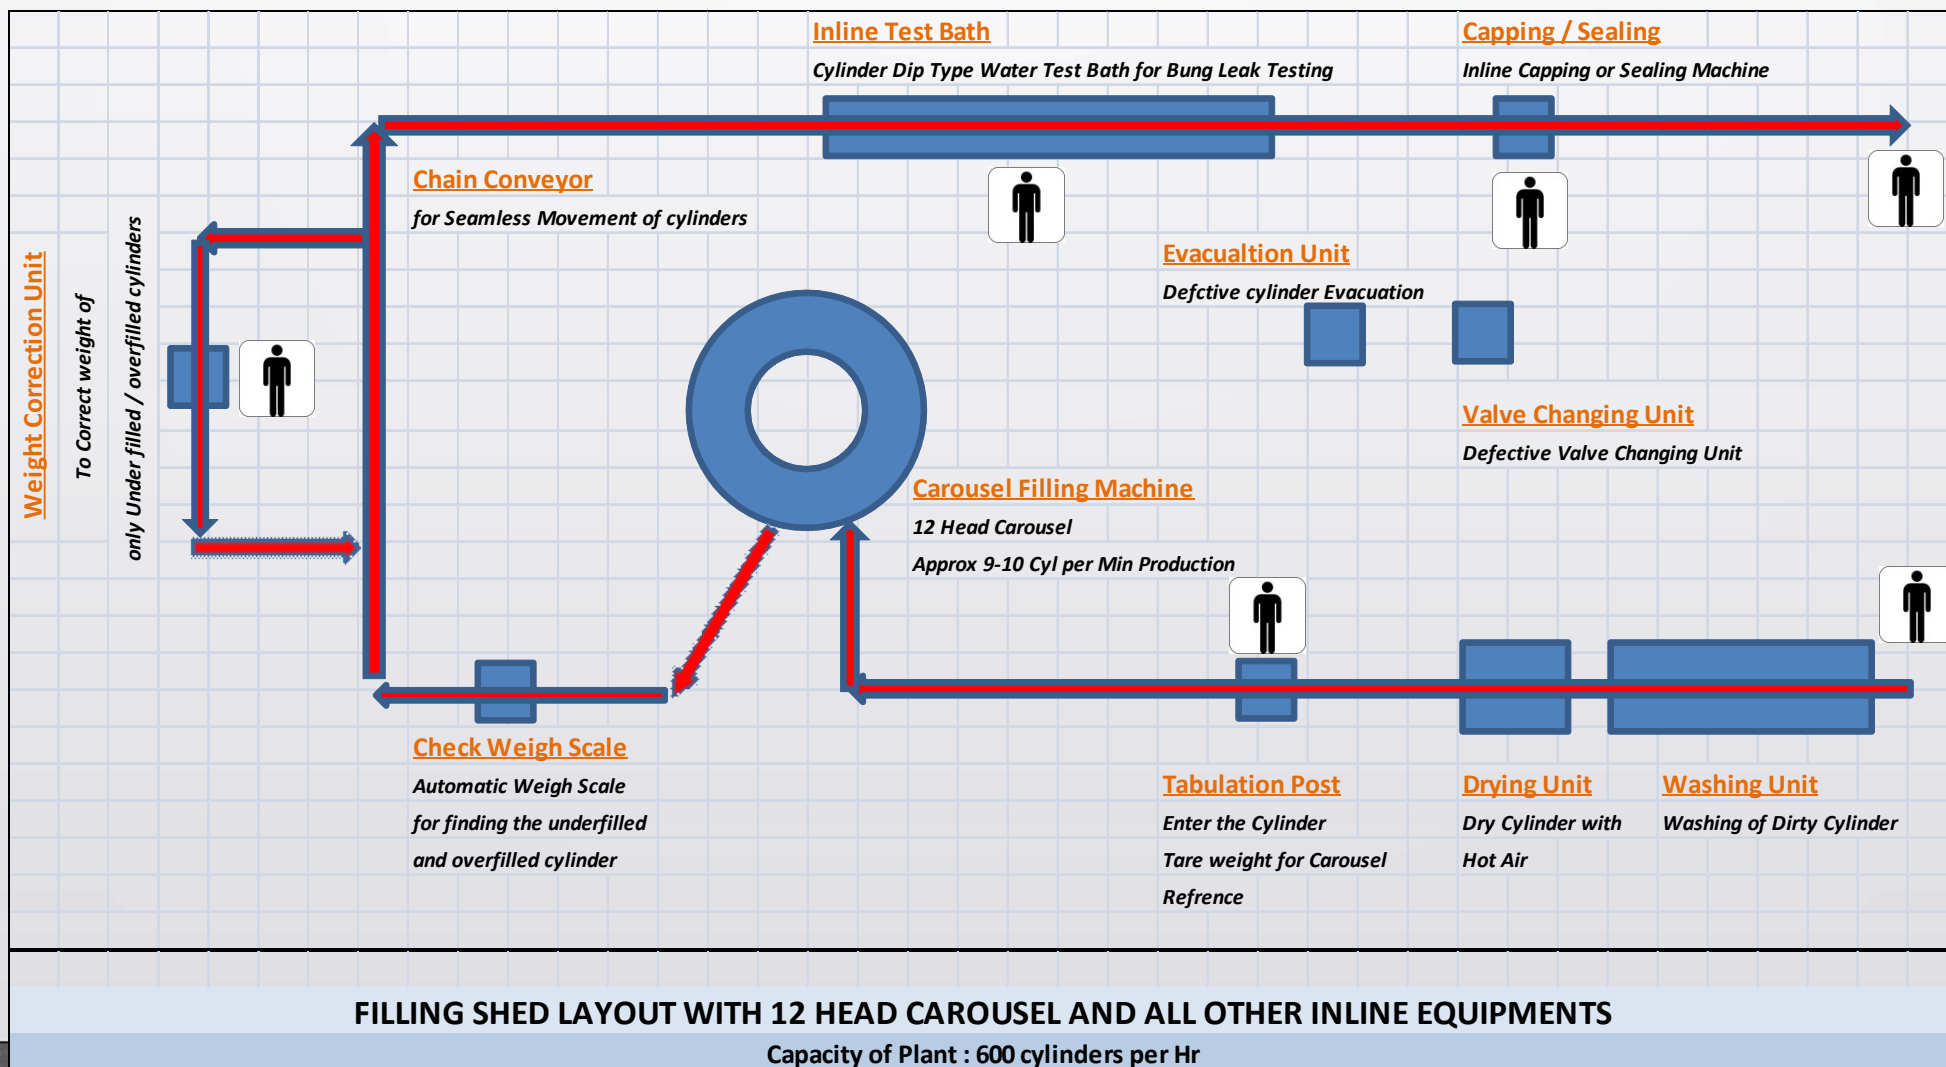 Inline Test Bath
Cylinder Dip Type Water Test Bath for Bung Leak Testing
Capping / Sealing
Inline Capping or Sealing Machine
Chain Conveyor
for Seamless Movement of cylinders
Weight Correction Unit
To Correct weight of
only Under filled / overfilled cylinders
Evacualtion Unit
Defctive cylinder Evacuation
Valve Changing Unit
Defective Valve Changing Unit
Carousel Filling Machine
12 Head Carousel
Approx 9-10 Cyl per Min Production
Check Weigh Scale
Automatic Weigh Scale
for finding the underfilled
and overfilled cylinder
Tabulation Post
Enter the Cylinder
Tare weight for Carousel
Refrence
Drying Unit
Dry Cylinder with
Hot Air
Washing Unit
Washing of Dirty Cylinder
FILLING SHED LAYOUT WITH 12 HEAD CAROUSEL AND ALL OTHER INLINE EQUIPMENTS
Capacity of Plant : 600 cylinders per Hr